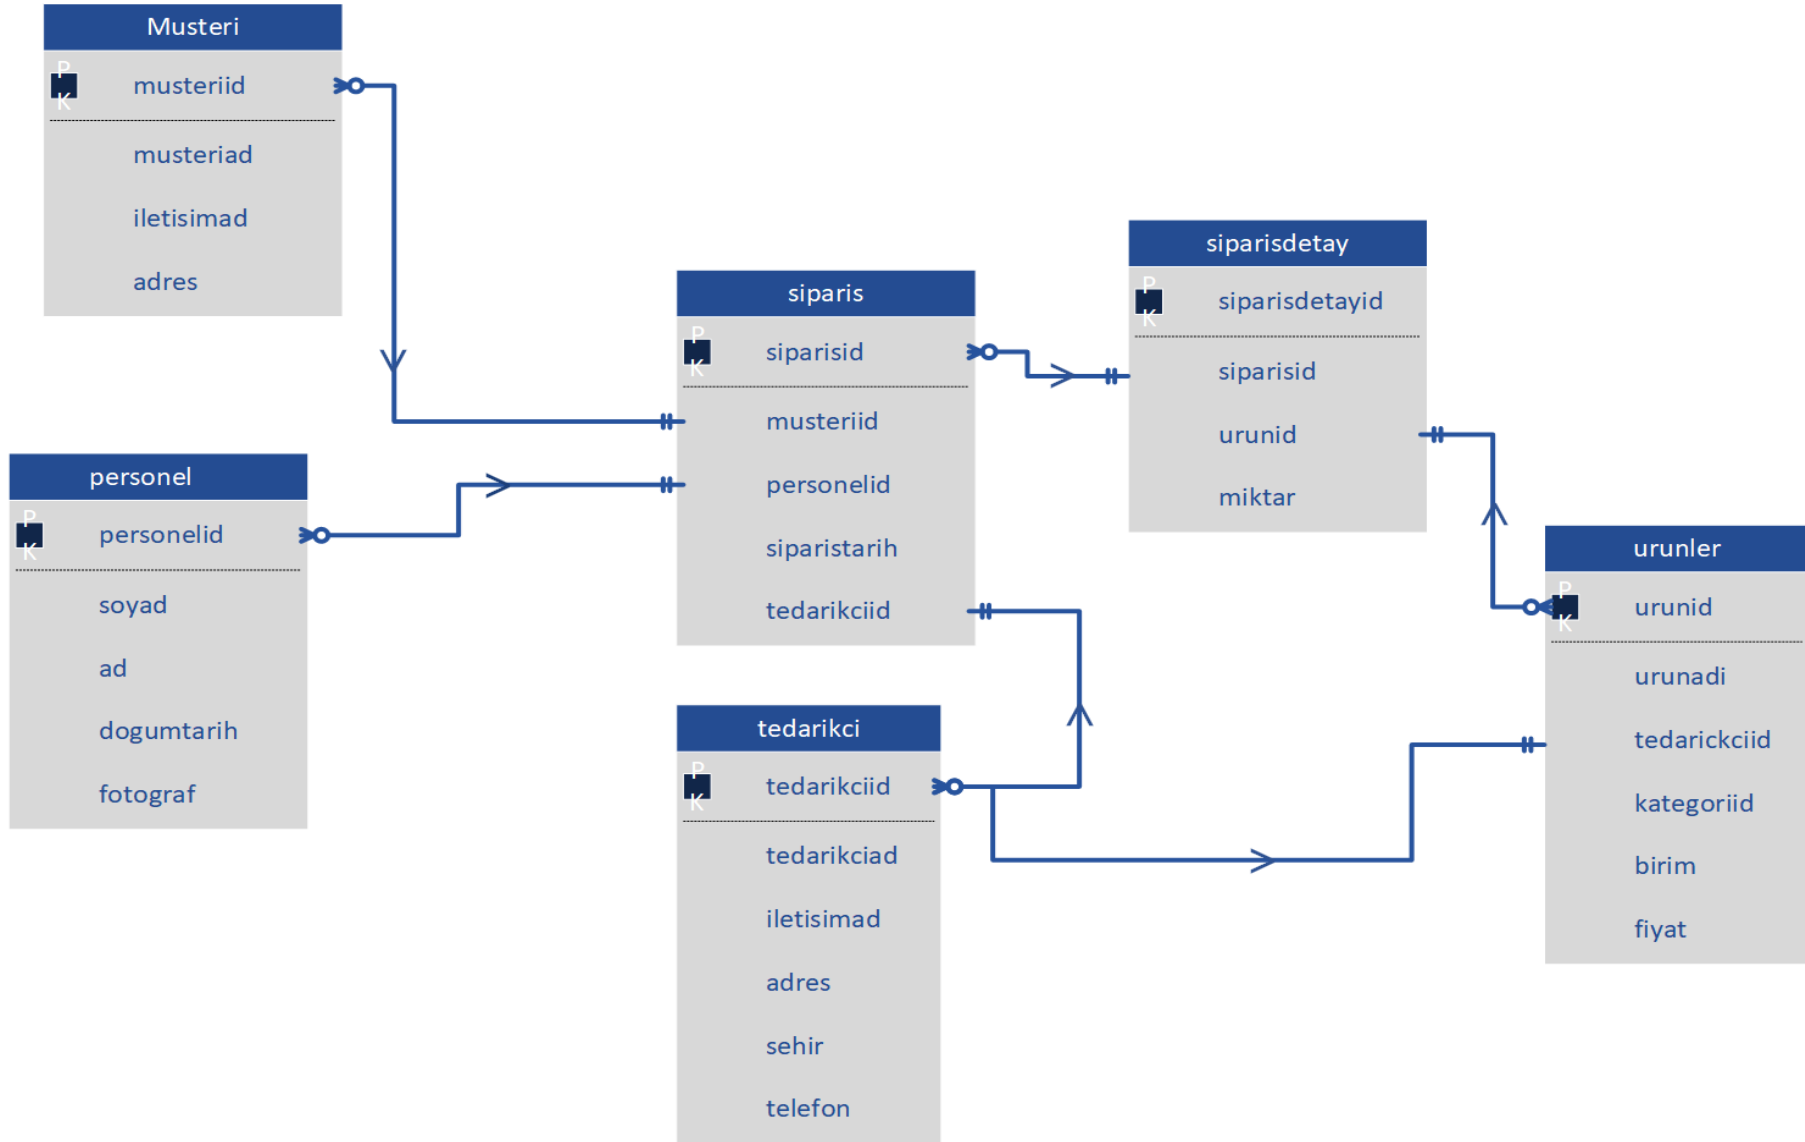 Musteri
PK musteriid
musteriad
iletisimad
adres
personel
PK personelid
soyad
ad
dogumtarih
fotograf
siparis
PK siparisid
musteriid
personelid
siparistarih
tedarikciid
tedarikci
PK tedarikciid
tedarikciad
iletisimad
adres
sehir
telefon
siparisdetay
PK siparisdetayid
siparisid
urunid
miktar
urunler
PK urunid
urunadi
tedarickciid
kategoriid
birim
fiyat